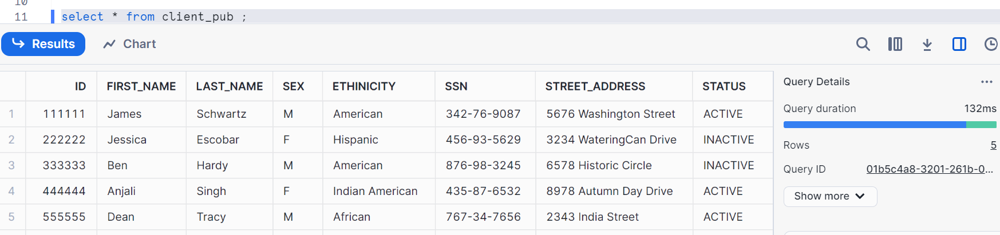 10
11 select * from client_pub ;
Results Chart
ID FIRST_NAME LAST_NAME SEX ETHINICITY SSN STREET_ADDRESS STATUS
1 111111 James Schwartz M American 342-76-9087 5676 Washington Street ACTIVE
2 222222 Jessica Escobar F Hispanic 456-93-5629 3234 WateringCan Drive INACTIVE
3 333333 Ben Hardy M American 876-98-3245 6578 Historic Circle INACTIVE
4 444444 Anjali Singh F Indian American 435-87-6532 8978 Autumn Day Drive ACTIVE
5 555555 Dean Tracy M African 767-34-7656 2343 India Street ACTIVE
Query Details ...
Query duration 132ms
Rows 5
Query ID 01b5c4a8-3201-261b-0...
Show more